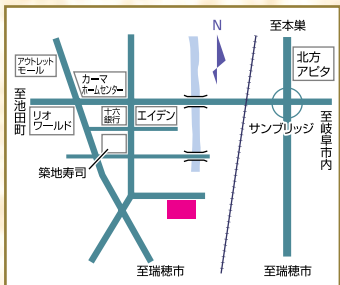 N
至本巣
アウトレット
モール
カーマ
ホームセンター
北方
アピタ
至池田町
リオ
ワールド
十六
銀行
エイデン
サンブリッジ
至岐阜市内
築地寿司
至瑞穂市
至瑞穂市